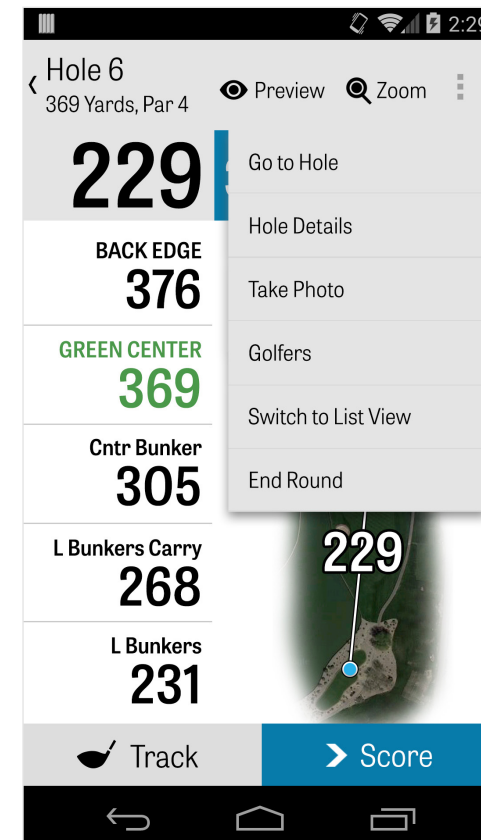 2:29
Hole 6
369 Yards, Par 4
Preview
Zoom
229
Go to Hole
Hole Details
Take Photo
Golfers
Switch to List View
End Round
BACK EDGE
376
GREEN CENTER
369
Cntr Bunker
305
L Bunkers Carry
268
L Bunkers
231
229
Track
Score